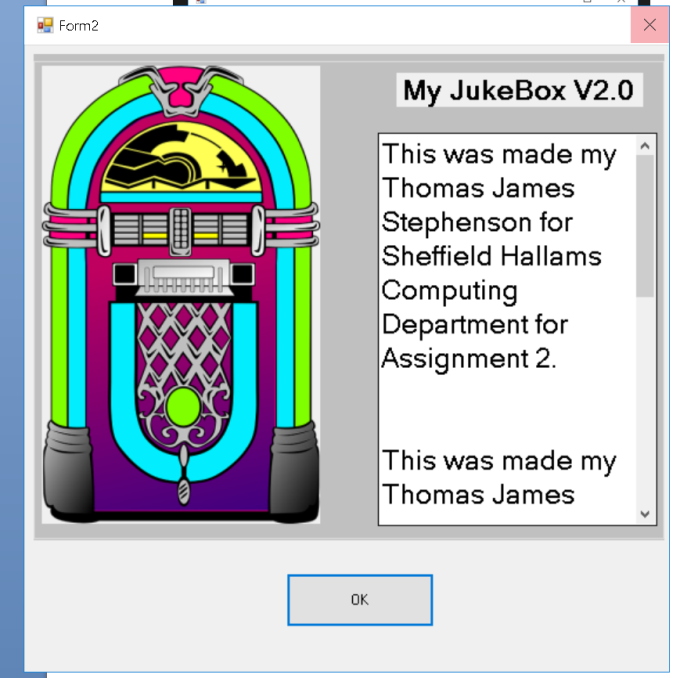 Form2
My JukeBox V2.0
This was made my
Thomas James
Stephenson for
Sheffield Hallams
Computing
Department for
Assignment 2.
This was made my
Thomas James
OK